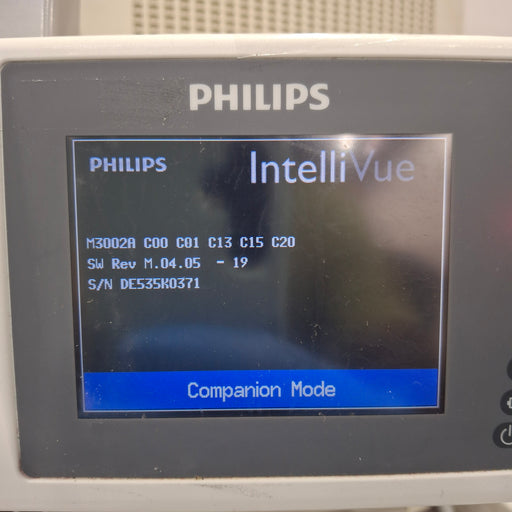 PHILIPS
PHILIPS IntelliVue
M3002A C00 C01 C13 C15 C20
SW Rev M.04.05 - 19
S/N DE535K0371
Companion Mode